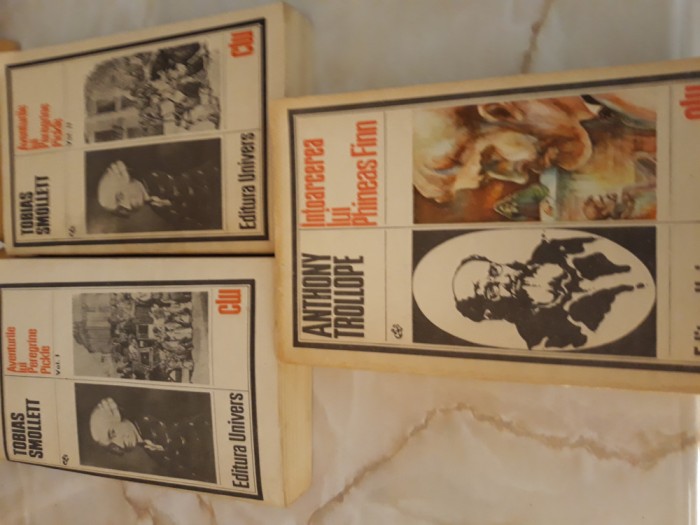 TOBIAS
SMOLLETT
Aventurile
lui
Peregrine
Pickle
Vol. II
clu
Editura Univers
TOBIAS
SMOLLETT
Aventurile
lui
Peregrine
Pickle
Vol. I
clu
Editura Univers
ANTHONY
TROLLOPE
Întoarcerea
lui
Phineas Finn